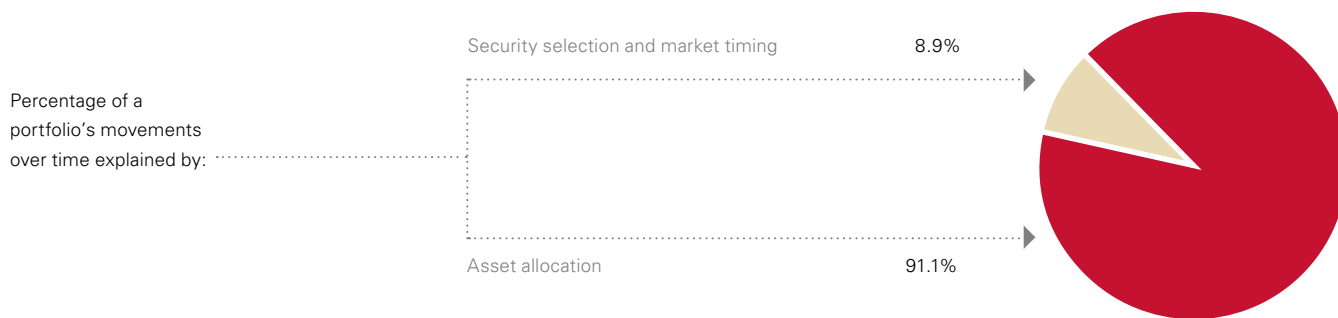 Percentage of a
portfolio’s movements
over time explained by:
Security selection and market timing 8.9%
Asset allocation 91.1%